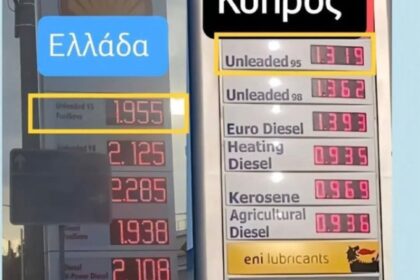 Ελλάδα
Unleaded 95
1.955
2.125
2.285
1.938
2.108
Κύπρος
Unleaded 95 1.319
Unleaded 98 1.362
Euro Diesel 1.393
Heating
Diesel 0.935
Kerosene 0.969
Agricultural
Diesel 0.936
eni lubricants